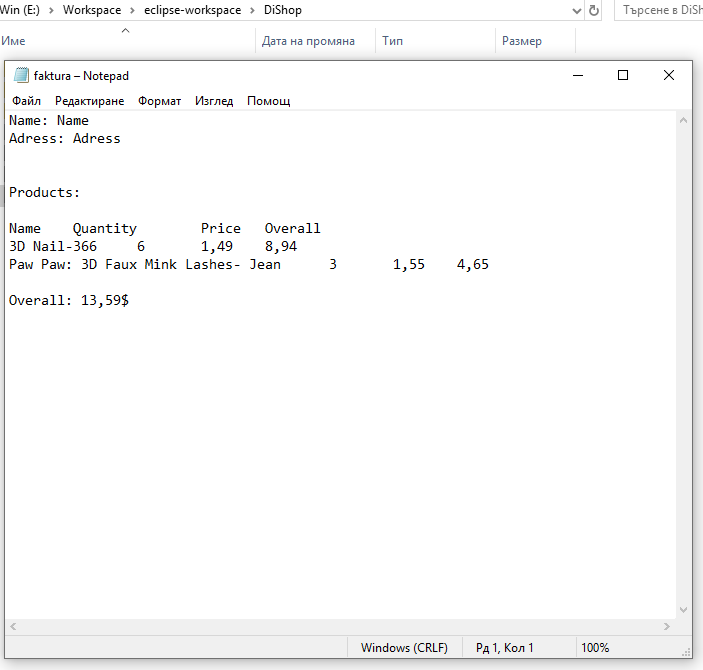 Win (E:) > Workspace > eclipse-workspace > DiShop
Търсене в DiSh
Име Дата на промяна Тип Размер
faktura – Notepad
Файл Редактиране Формат Изглед Помощ
Name: Name
Adress: Adress
Products:
Name Quantity Price Overall
3D Nail-366 6 1,49 8,94
Paw Paw: 3D Faux Mink Lashes- Jean 3 1,55 4,65
Overall: 13,59$
Windows (CRLF) Рд 1, Кол 1 100%